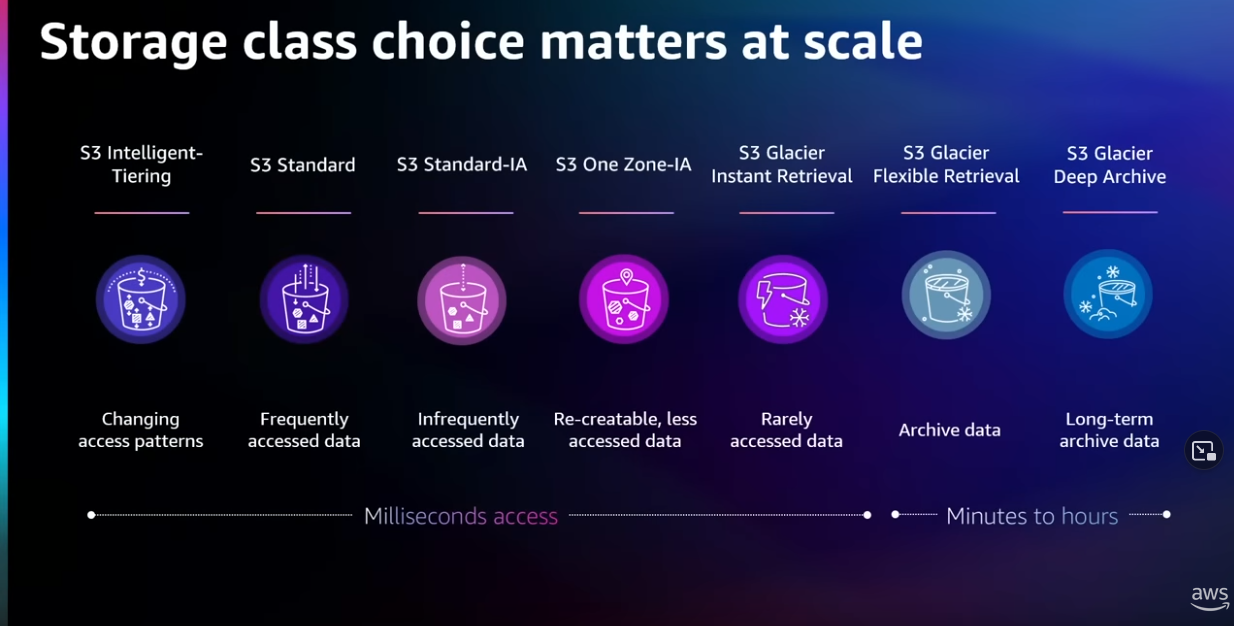 Storage class choice matters at scale
S3 Intelligent-
Tiering
S3 Standard
S3 Standard-IA
S3 One Zone-IA
S3 Glacier
Instant Retrieval
S3 Glacier
Flexible Retrieval
S3 Glacier
Deep Archive
$
Changing
access patterns
Frequently
accessed data
Infrequently
accessed data
Re-creatable, less
accessed data
Rarely
accessed data
Archive data
Long-term
archive data
Milliseconds access
Minutes to hours
aws